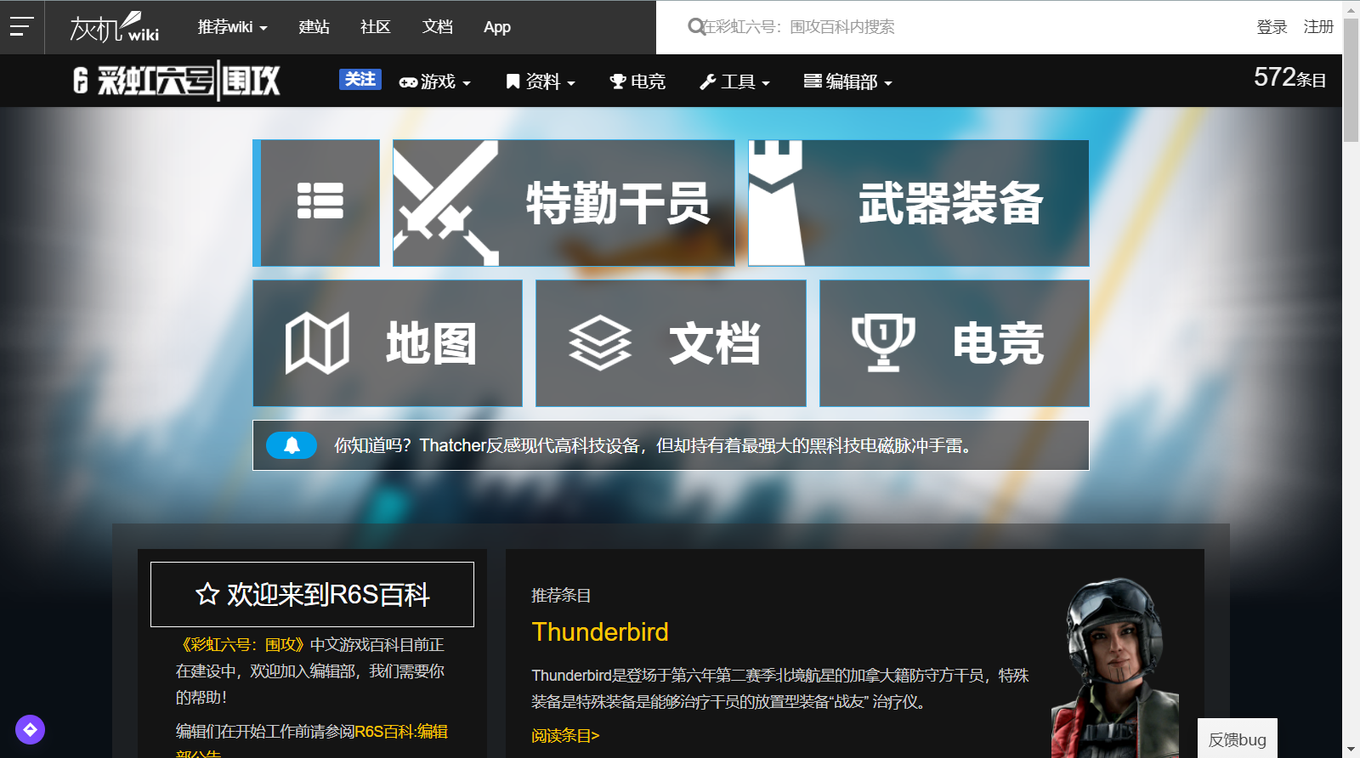 灰机wiki 推荐wiki 建站 社区 文档 App 在彩虹六号：围攻百科内搜索 登录 注册
6 彩虹六号|围攻 关注 游戏 资料 电竞 工具 编辑部 572条目
特勤干员 武器装备
地图 文档 电竞
你知道吗？Thatcher反感现代高科技设备，但却持有着最强大的黑科技电磁脉冲手雷。
欢迎来到R6S百科
《彩虹六号：围攻》中文游戏百科目前正
在建设中，欢迎加入编辑部，我们需要你
的帮助！
编辑们在开始工作前请参阅R6S百科:编辑
部公告
推荐条目
Thunderbird
Thunderbird是登场于第六年第二赛季北境航星的加拿大籍防守方干员，特殊
装备是特殊装备是能够治疗干员的放置型装备“战友” 治疗仪。
阅读条目>
反馈bug